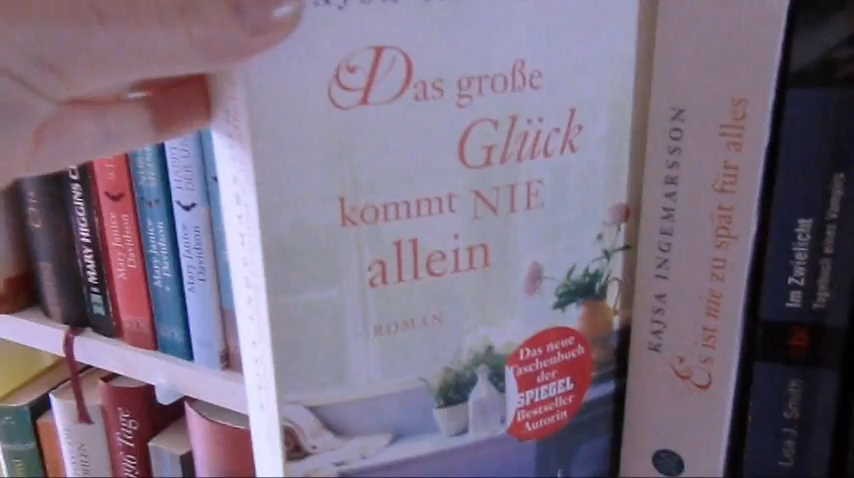 Das große
Glück
kommt NIE
allein
ROMAN
Das neue
Taschenbuch
der
SPIEGEL
Bestseller
Autorin
KAJSA INGEMARSSON
Es ist nie zu spät für alles
Im Zwielicht
Tagebuch eines Vampirs
Lisa J. Smith
MARY HIGGINS
Mary Janice
Davidson
Mary Janice
Davidson
Mary Janice
Davidson
Tage